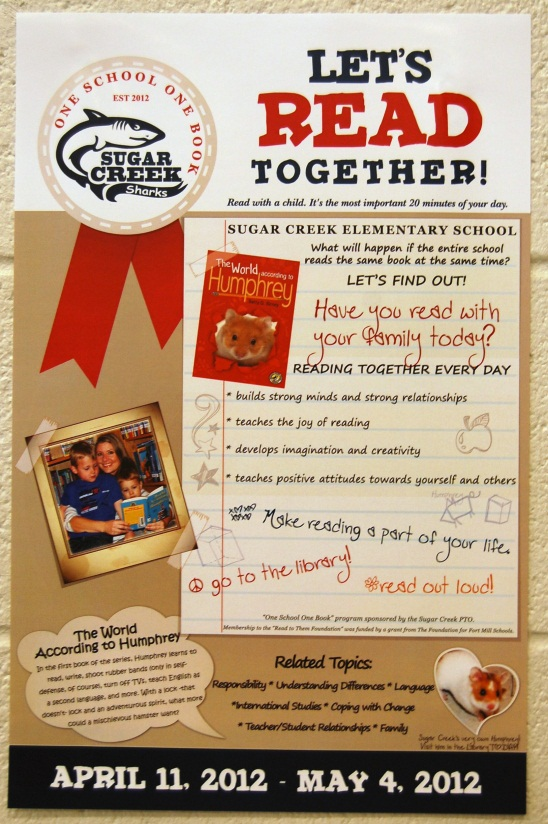 ONE SCHOOL ONE BOOK
EST 2012
SUGAR
CREEK
Sharks
LET'S
READ
TOGETHER!
Read with a child. It's the most important 20 minutes of your day.
SUGAR CREEK ELEMENTARY SCHOOL
What will happen if the entire school
reads the same book at the same time?
LET'S FIND OUT!
The World according to
Humphrey
Have you read with
your family today?
READING TOGETHER EVERY DAY
* builds strong minds and strong relationships
* teaches the joy of reading
* develops imagination and creativity
* teaches positive attitudes towards yourself and others
Make reading a part of your life.
go to the library!
read out loud!
"One School One Book" program sponsored by the Sugar Creek PTO.
Membership to the "Read to Them Foundation" was funded by a grant from The Foundation for Fort Mill Schools.
The World
According to Humphrey
In the first book of the series, Humphrey learns to
read, write, shoot rubber bands (only in self-
defense, of course, turn off TVs, teach English as
a second language, and more. With a lock-that
doesn't-lock and an adventurous spirit, what more
could a mischievous hamster want?
Related Topics:
Responsibility * Understanding Differences * Language
*International Studies * Coping with Change
* Teacher/Student Relationships * Family
Sugar Creek's very own Humphrey!
Visit him in the Library TODAY!
APRIL 11, 2012 - MAY 4, 2012